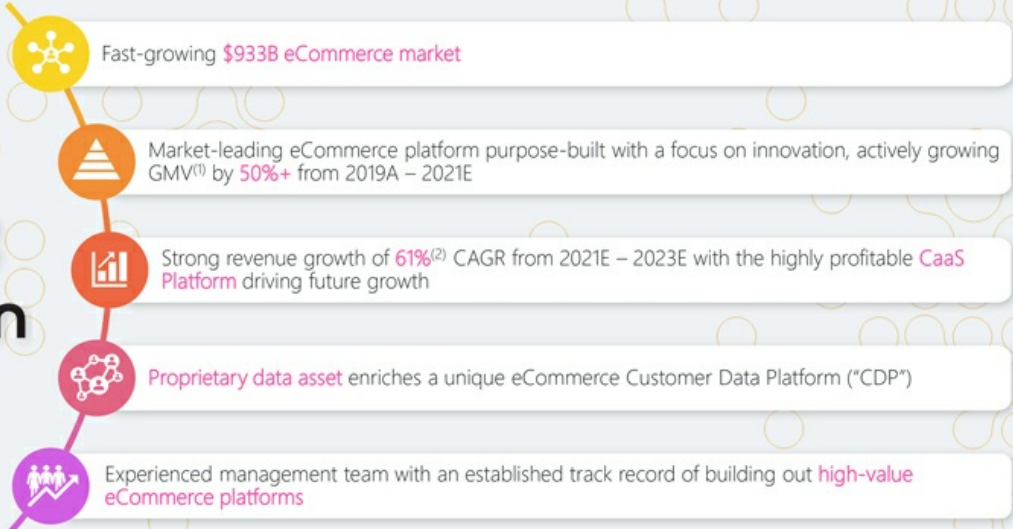 Fast-growing $933B eCommerce market
Market-leading eCommerce platform purpose-built with a focus on innovation, actively growing
GMV(1) by 50%+ from 2019A – 2021E
Strong revenue growth of 61%(2) CAGR from 2021E – 2023E with the highly profitable CaaS
Platform driving future growth
n
Proprietary data asset enriches a unique eCommerce Customer Data Platform (“CDP”)
Experienced management team with an established track record of building out high-value
eCommerce platforms